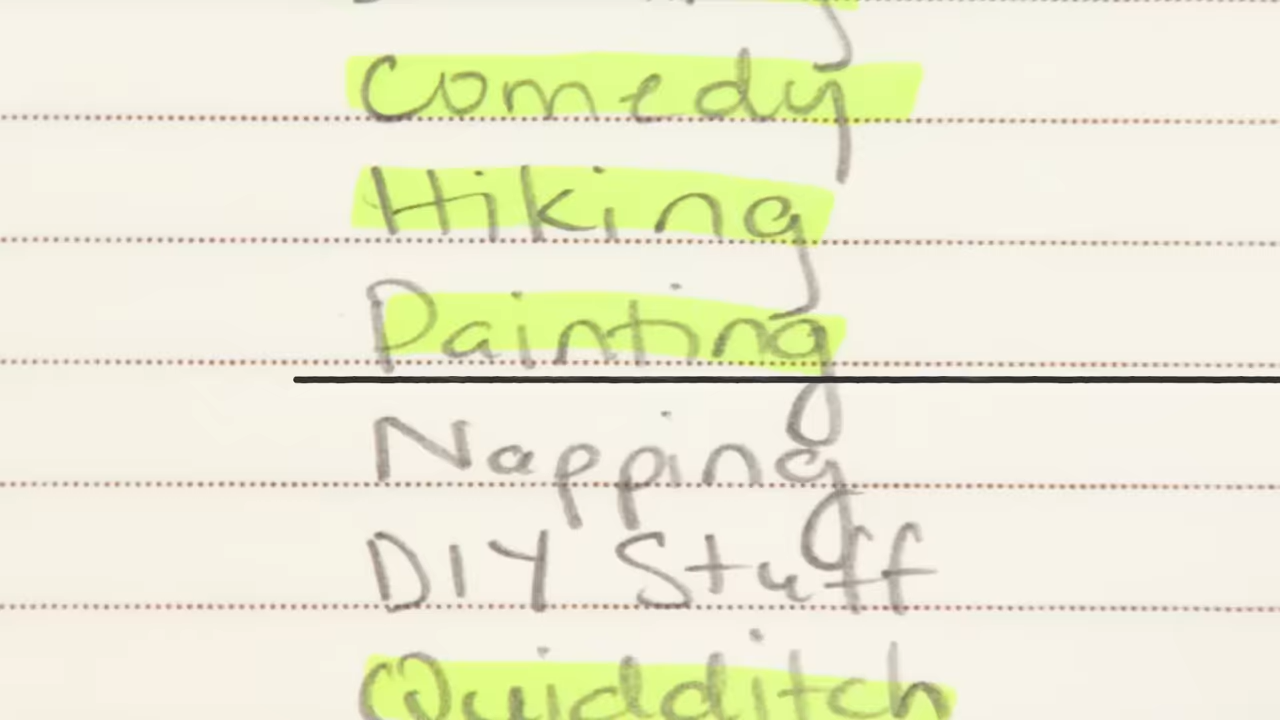 Comedy
Hiking
Painting
Napping
DIY Stuff
Quidditch